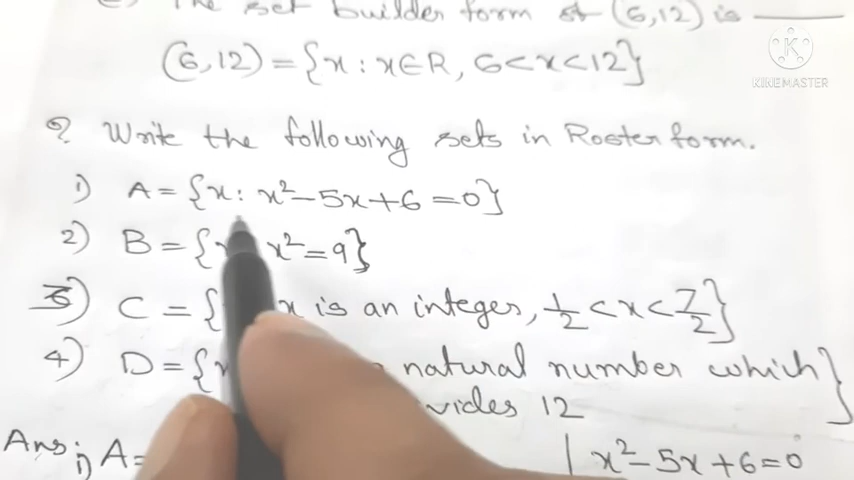 The set builder form of (6,12) is
(6,12) = {x : x∈R, 6<x<12}
KINEMASTER
? Write the following sets in Roster form.
1) A = {x: x²-5x+6=0}
2) B = {x x²=9}
3) C = { x is an integer, 1/2 < x < 7/2}
4) D = {x natural number which }
12
Ans: i) A=
x²-5x+6=0